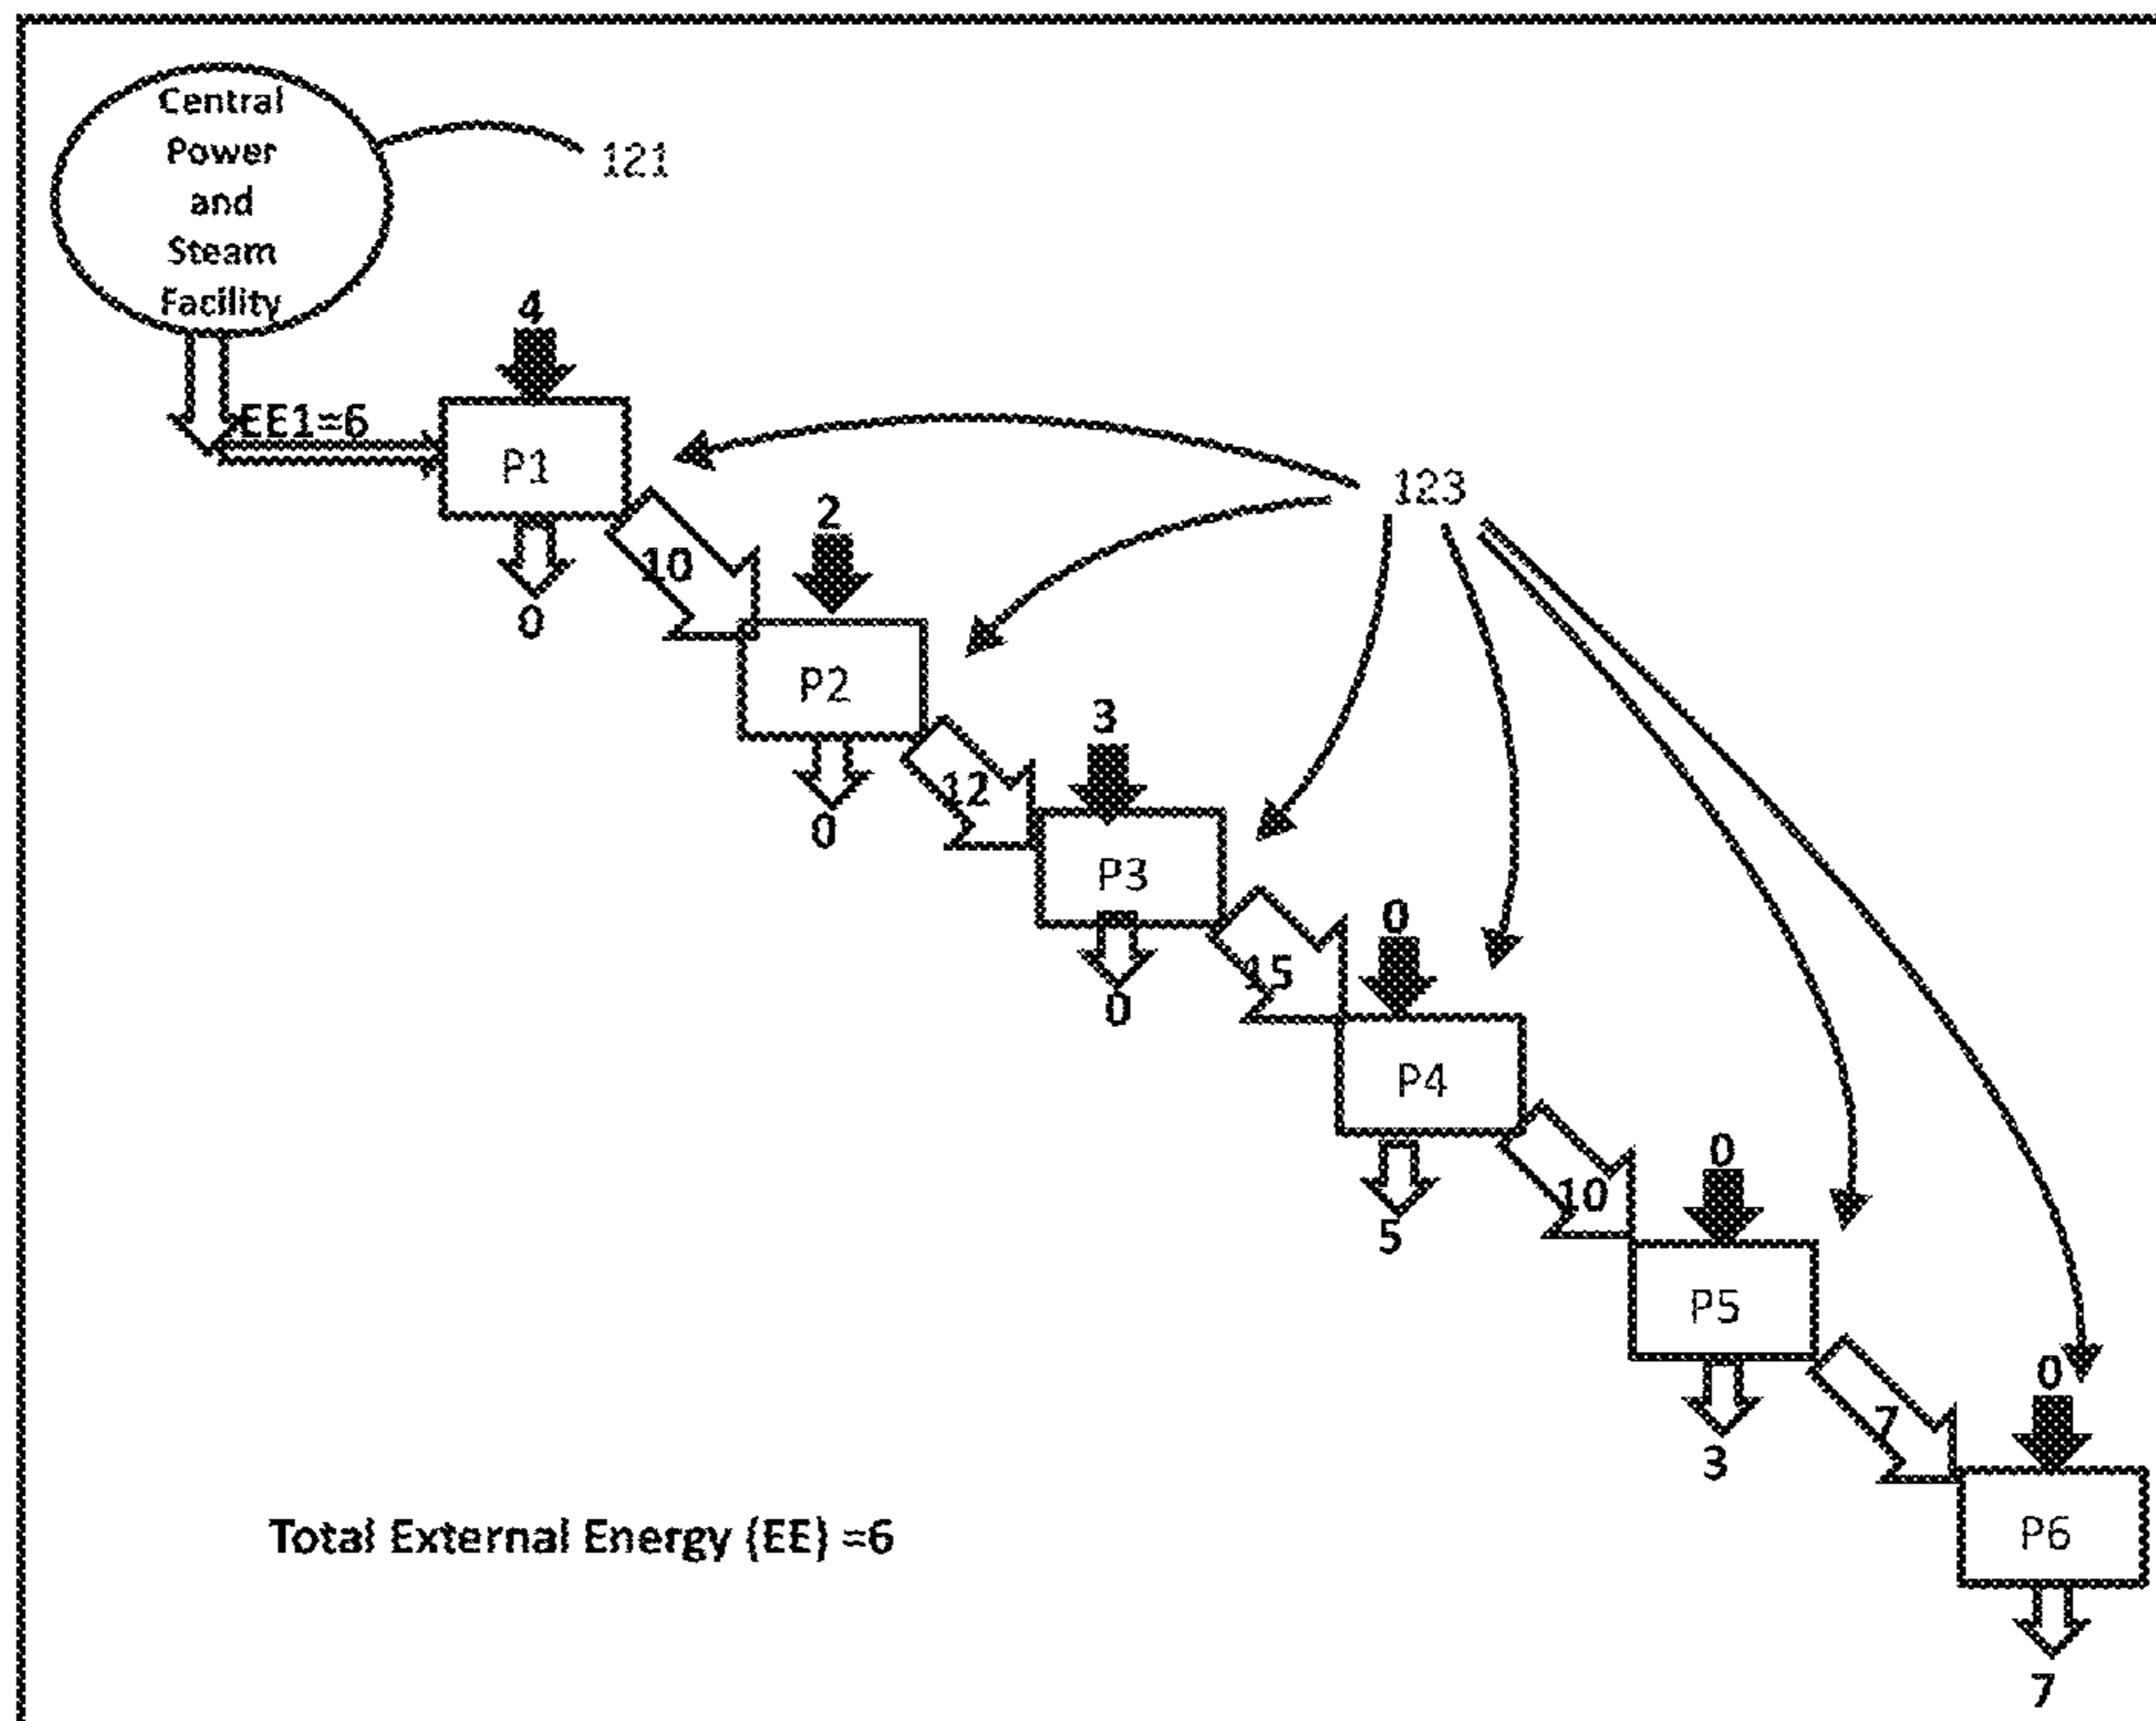 Central
Power
and
Steam
Facility
121
4
EE1=6
P1
123
10
2
0
P2
3
12
0
P3
0
15
0
P4
0
10
5
P5
0
7
3
Total External Energy (EE) =6
P6
7